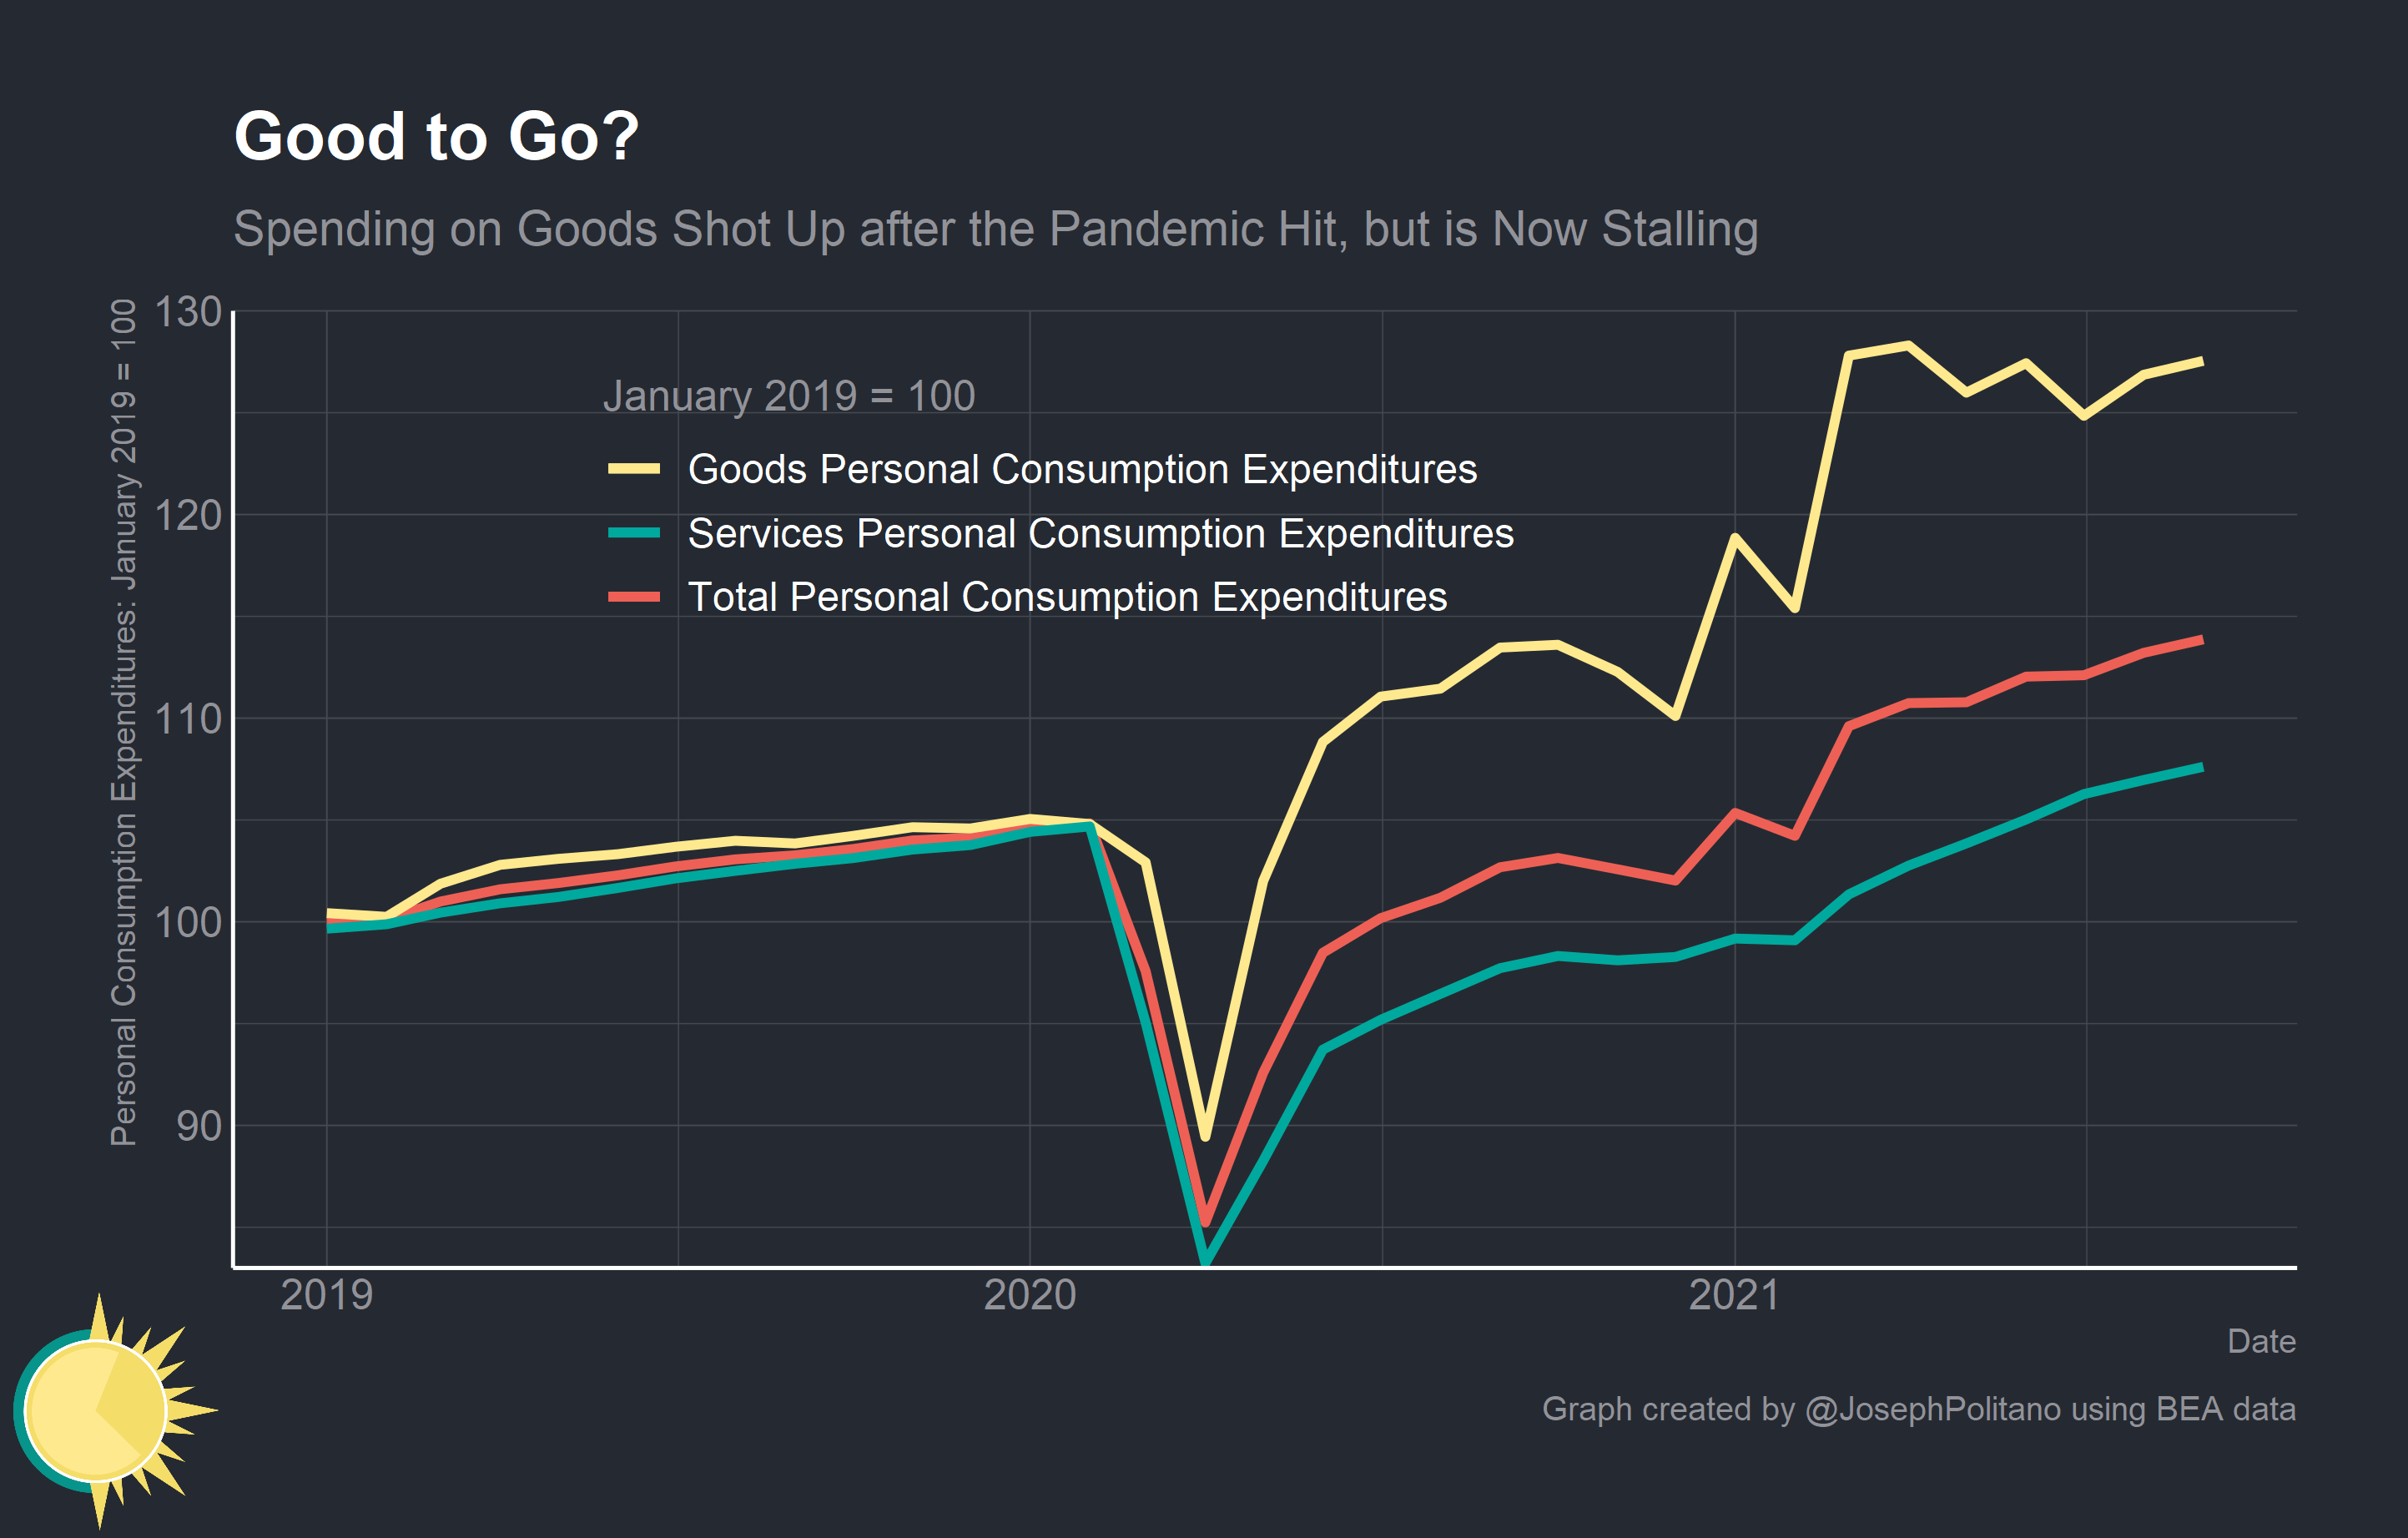 Good to Go?
Spending on Goods Shot Up after the Pandemic Hit, but is Now Stalling
Personal Consumption Expenditures: January 2019 = 100
130
120
110
100
90
January 2019 = 100
Goods Personal Consumption Expenditures
Services Personal Consumption Expenditures
Total Personal Consumption Expenditures
2019 2020 2021
Date
Graph created by @JosephPolitano using BEA data